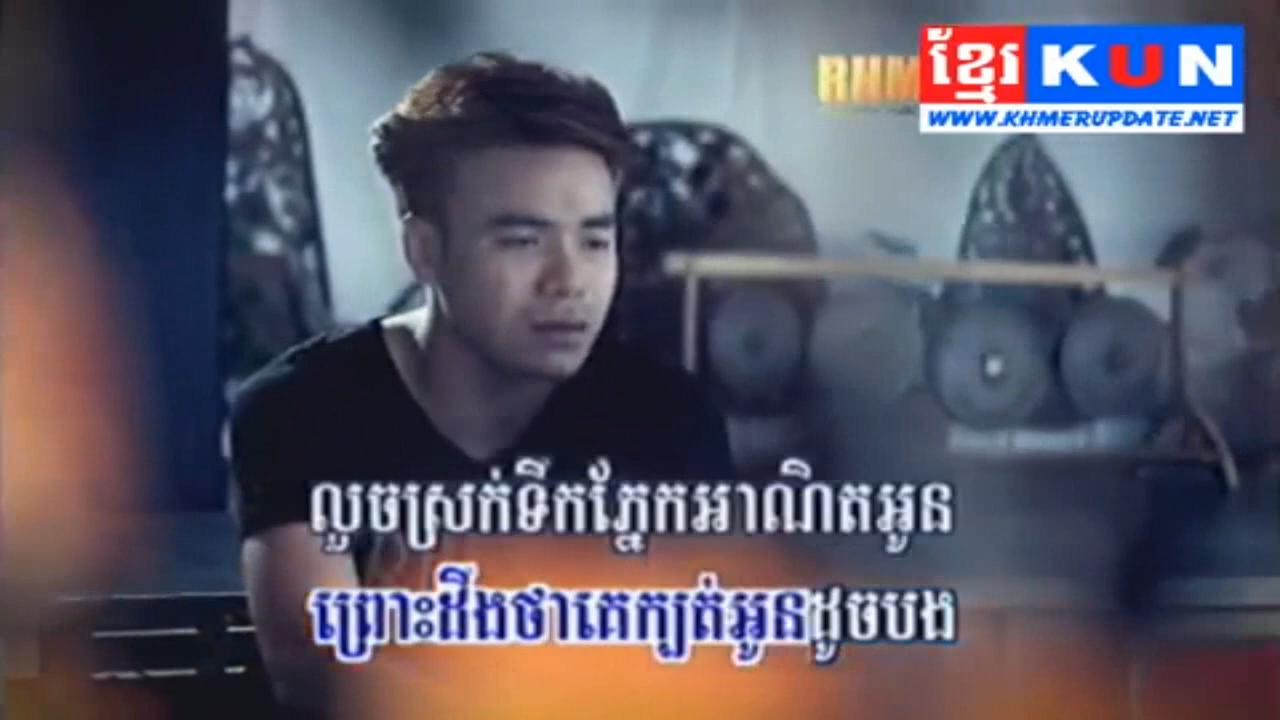 RHM
ខ្មែរ KUN
WWW.KHMERUPDATE.NET
លួចស្រក់ទឹកភ្នែកអាណិតអូន
ព្រោះដឹងថាគេក្បត់អូនដូចបង